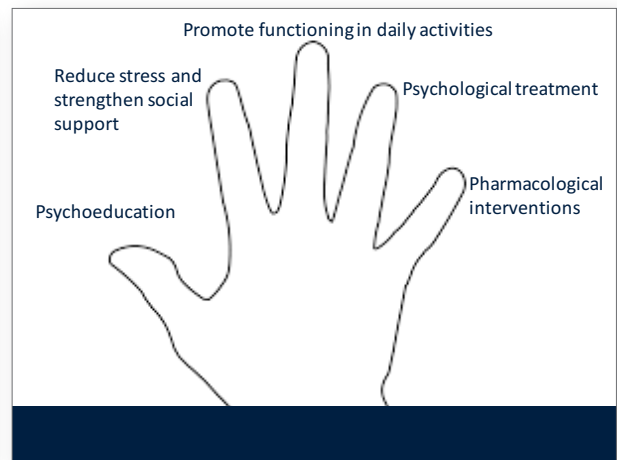 Promote functioning in daily activities
Reduce stress and
strengthen social
support
Psychological treatment
Pharmacological
interventions
Psychoeducation